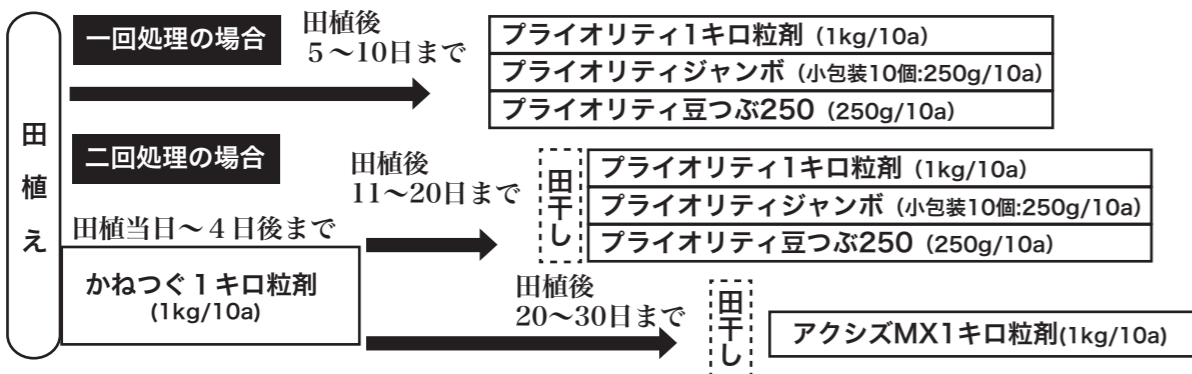 田植え
一回処理の場合
田植後
5～10日まで
プライオリティ1キロ粒剤（1kg/10a）
プライオリティジャンボ（小包装10個:250g/10a）
プライオリティ豆つぶ250（250g/10a）
二回処理の場合
田植当日～４日後まで
かねつぐ１キロ粒剤
(1kg/10a)
田植後
11～20日まで
田干し
プライオリティ1キロ粒剤（1kg/10a）
プライオリティジャンボ（小包装10個:250g/10a）
プライオリティ豆つぶ250（250g/10a）
田植後
20～30日まで
田干し
アクシズMX1キロ粒剤(1kg/10a)